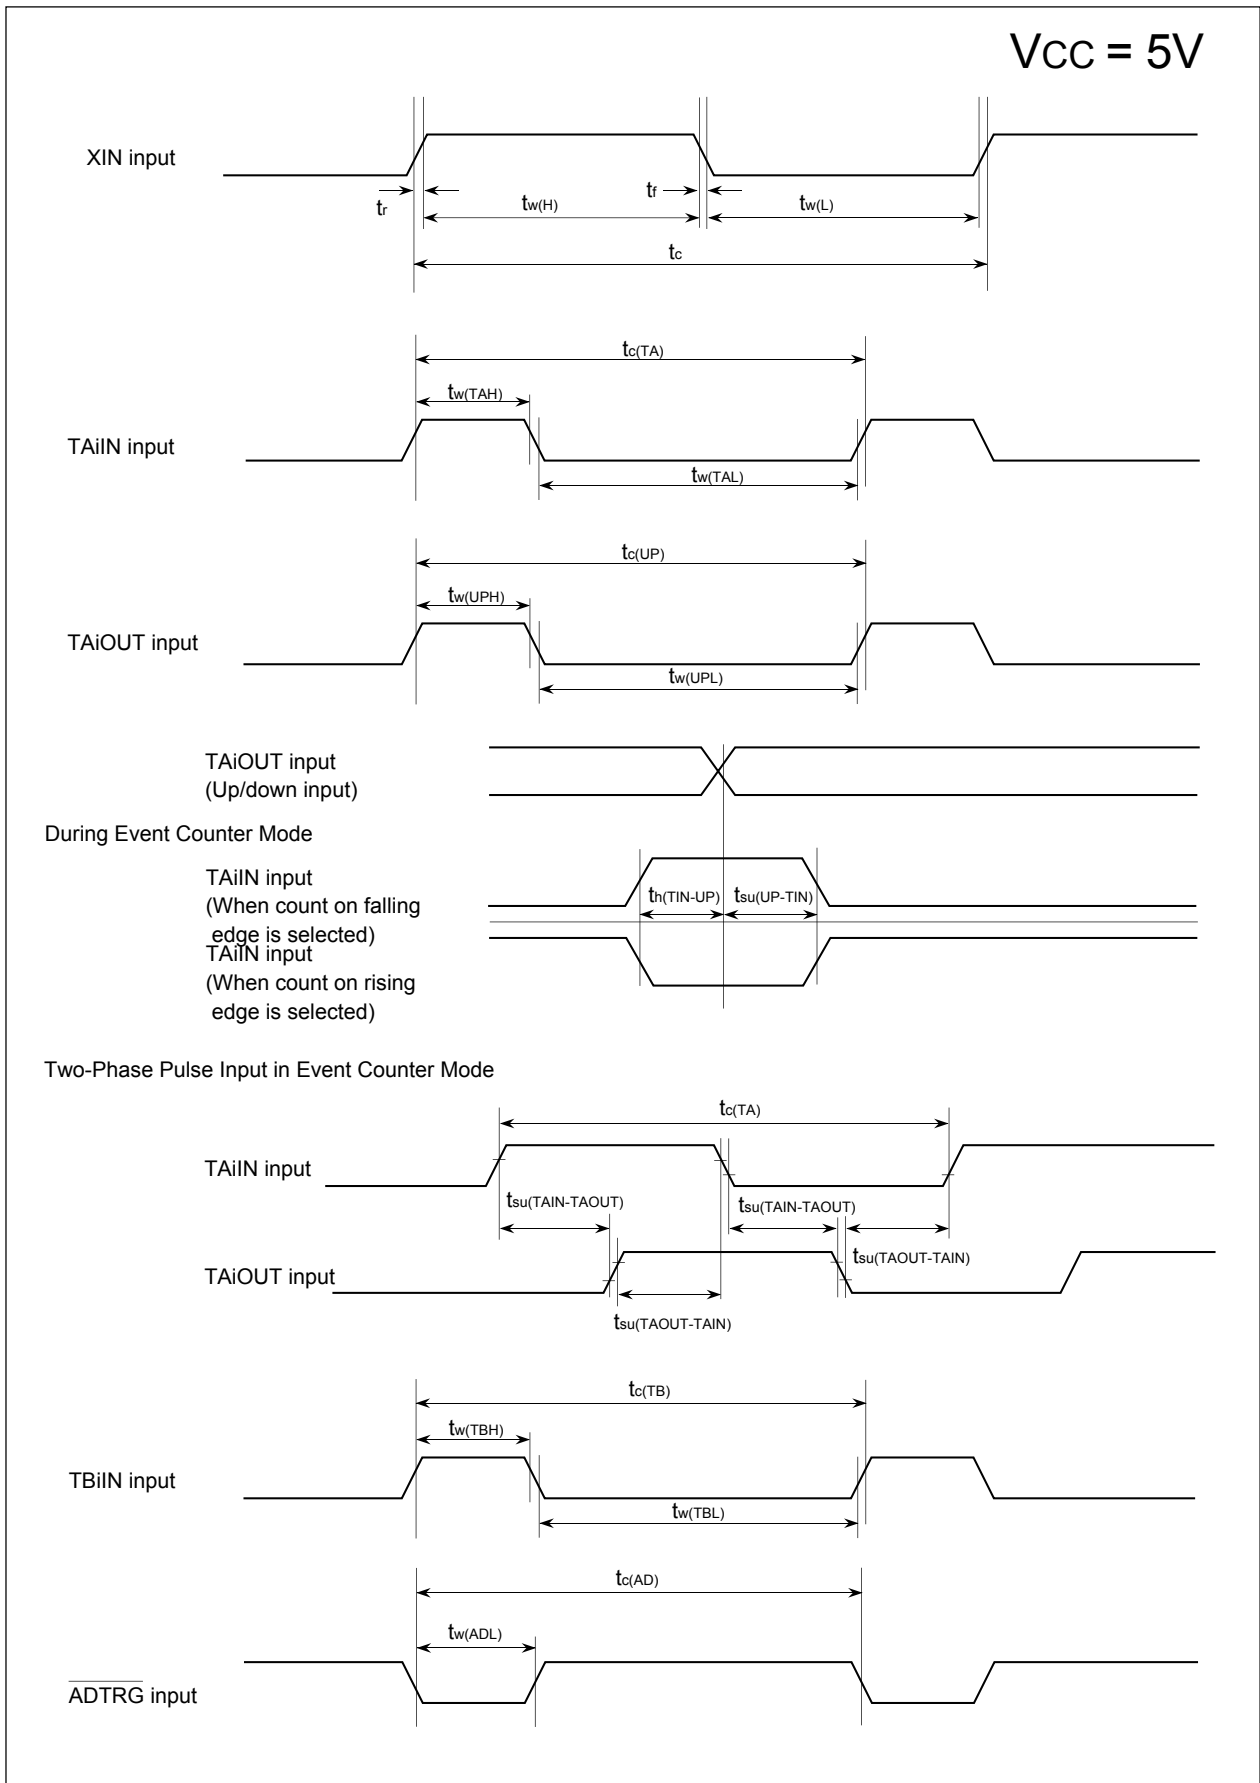 VCC = 5V
XIN input
tr
tw(H)
tf
tw(L)
tc
tc(TA)
tw(TAH)
TAiIN input
tw(TAL)
tc(UP)
tw(UPH)
TAiOUT input
tw(UPL)
TAiOUT input
(Up/down input)
During Event Counter Mode
TAiIN input
(When count on falling
edge is selected)
th(TIN-UP)
tsu(UP-TIN)
TAiIN input
(When count on rising
edge is selected)
Two-Phase Pulse Input in Event Counter Mode
tc(TA)
TAiIN input
tsu(TAIN-TAOUT)
tsu(TAIN-TAOUT)
tsu(TAOUT-TAIN)
TAiOUT input
tsu(TAOUT-TAIN)
tc(TB)
tw(TBH)
TBiIN input
tw(TBL)
tc(AD)
tw(ADL)
ADTRG input